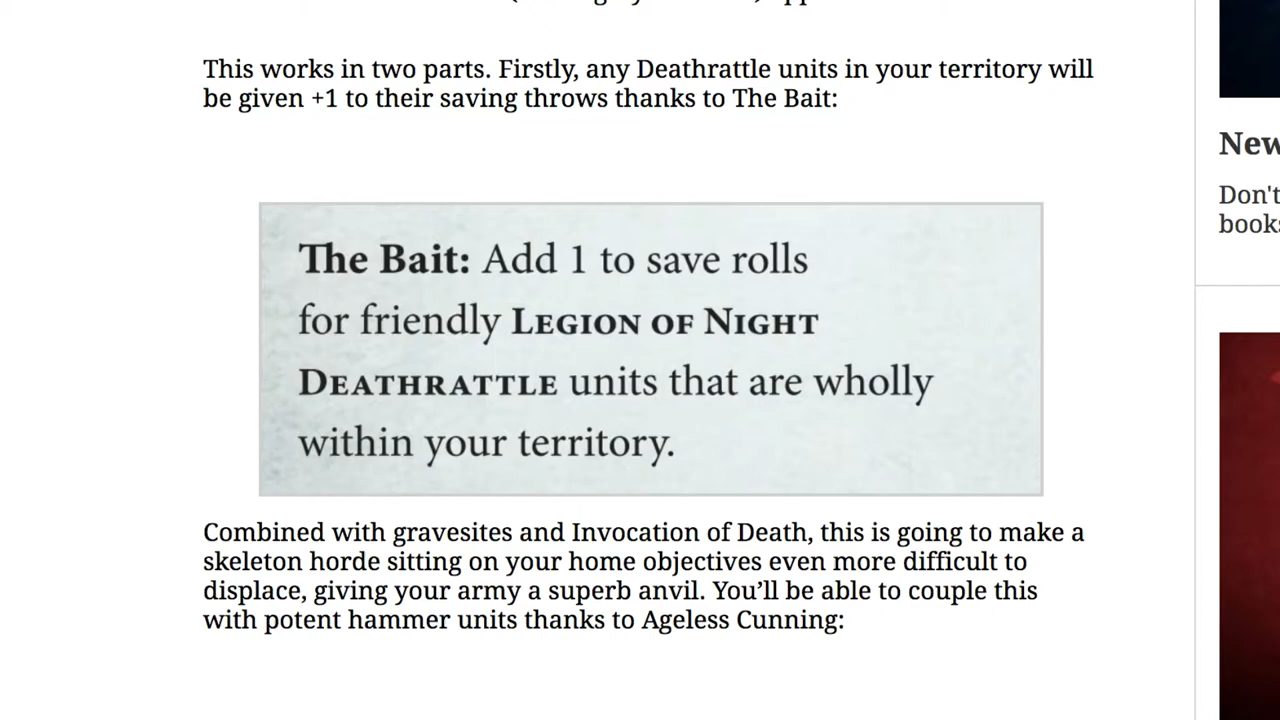 This works in two parts. Firstly, any Deathrattle units in your territory will
be given +1 to their saving throws thanks to The Bait:
The Bait: Add 1 to save rolls
for friendly LEGION OF NIGHT
DEATHRATTLE units that are wholly
within your territory.
Combined with gravesites and Invocation of Death, this is going to make a
skeleton horde sitting on your home objectives even more difficult to
displace, giving your army a superb anvil. You’ll be able to couple this
with potent hammer units thanks to Ageless Cunning:
New
Don't
books